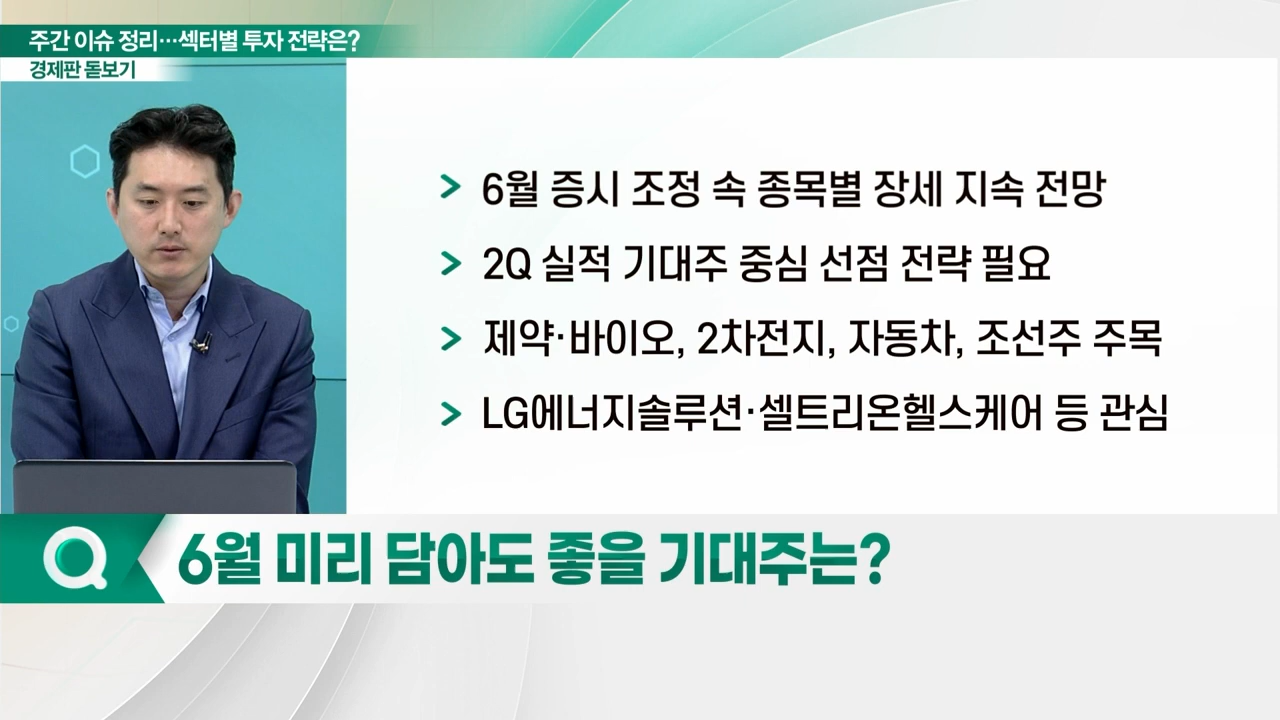 주간 이슈 정리…섹터별 투자 전략은?
경제판 돋보기
6월 증시 조정 속 종목별 장세 지속 전망
2Q 실적 기대주 중심 선점 전략 필요
제약·바이오, 2차전지, 자동차, 조선주 주목
LG에너지솔루션·셀트리온헬스케어 등 관심
Q 6월 미리 담아도 좋을 기대주는?